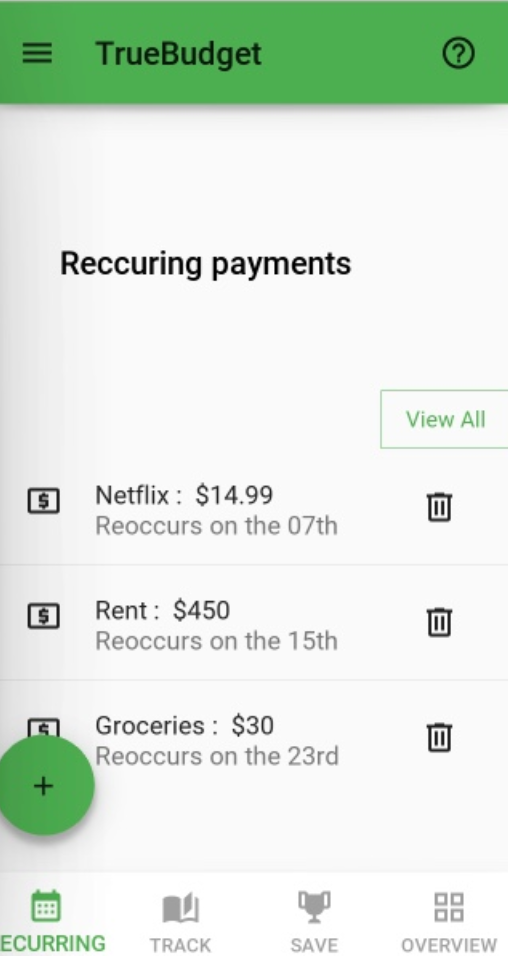 TrueBudget
Reccuring payments
View All
Netflix : $14.99
Reoccurs on the 07th
Rent : $450
Reoccurs on the 15th
Groceries : $30
Reoccurs on the 23rd
+
ECURRING TRACK SAVE OVERVIEW